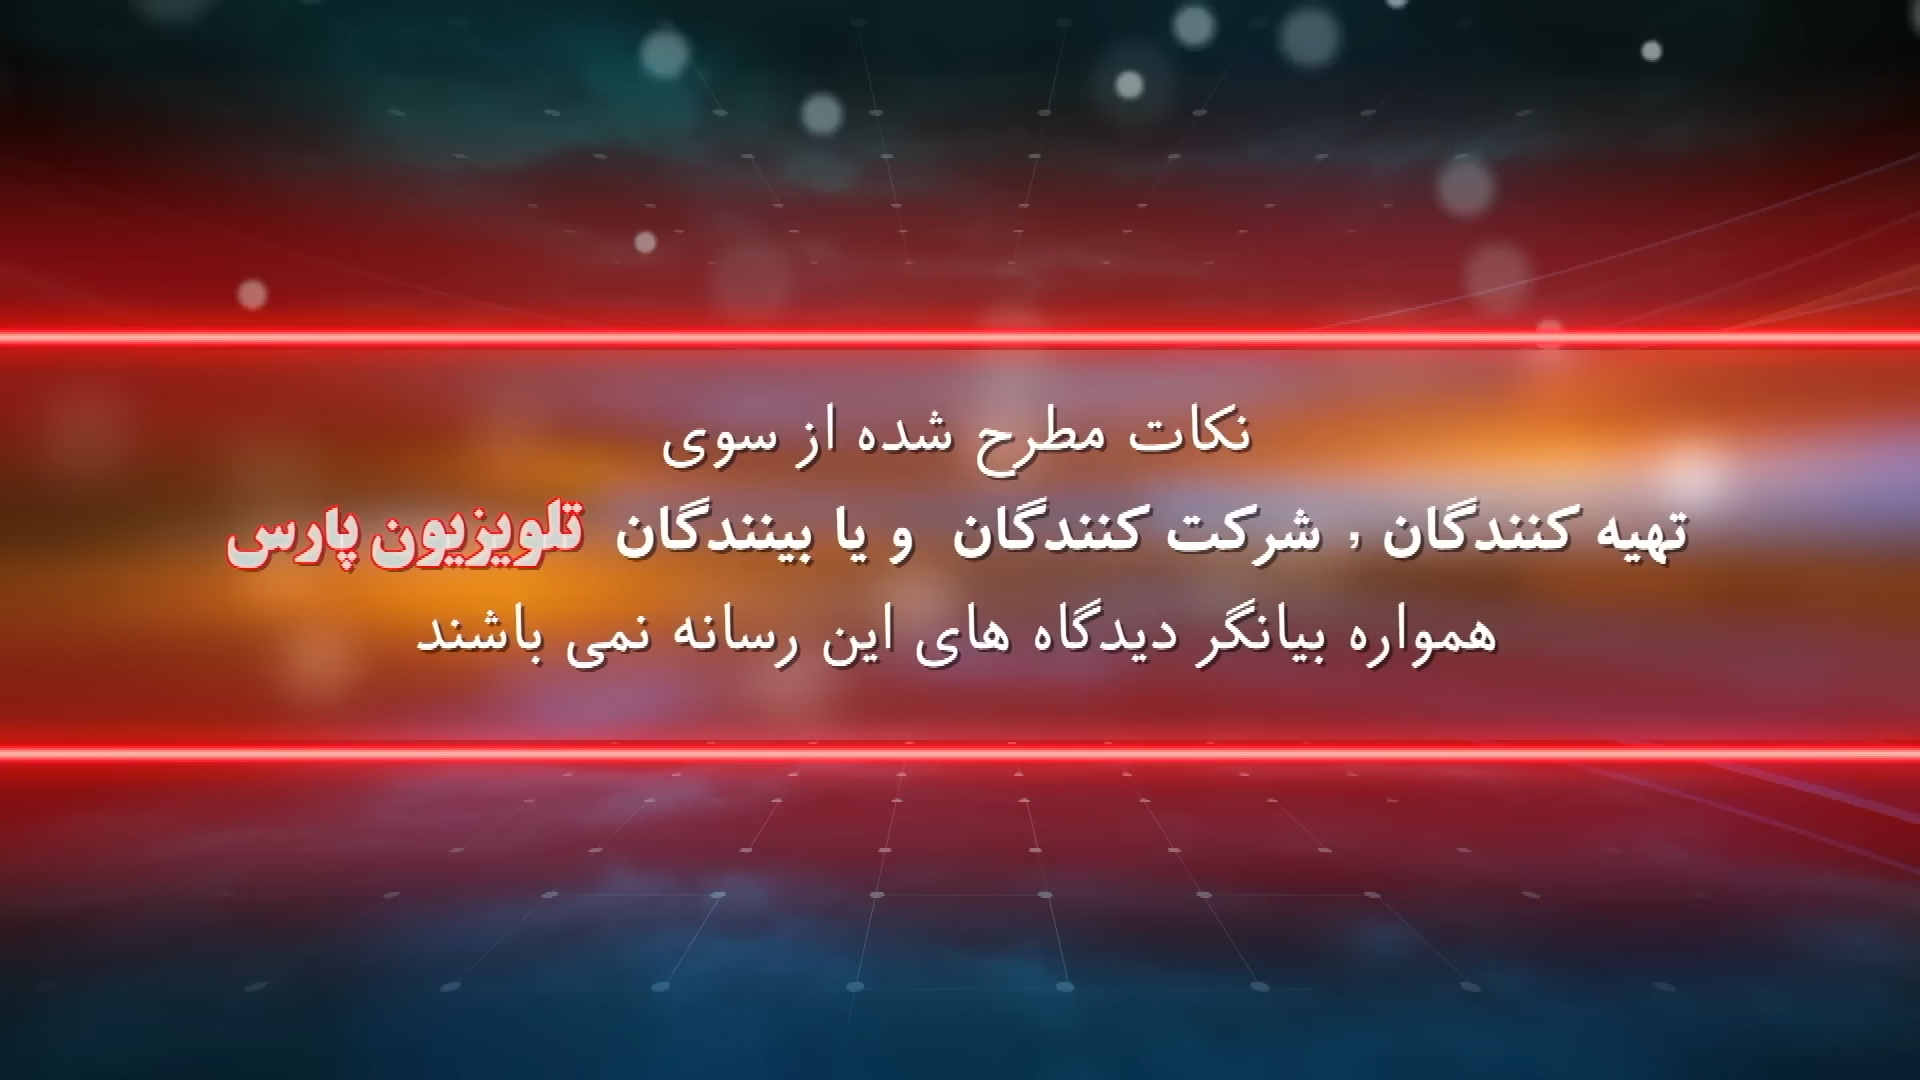 نکات مطرح شده از سوی
تهیه کنندگان , شرکت کنندگان و یا بینندگان تلویزیون پارس
همواره بیانگر دیدگاه های این رسانه نمی باشند